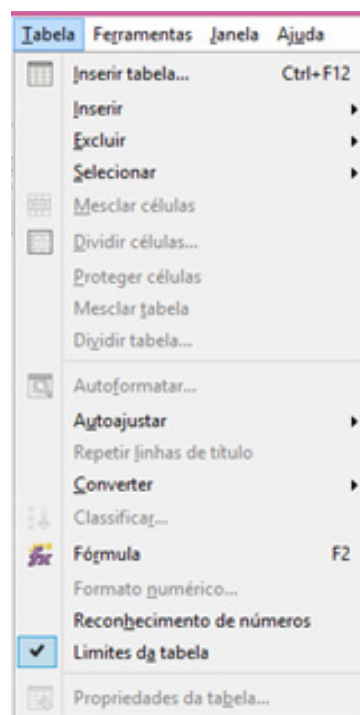 Tabela Ferramentas Janela Ajuda
Inserir tabela... Ctrl+F12
Inserir
Excluir
Selecionar
Mesclar células
Dividir células...
Proteger células
Mesclar tabela
Dividir tabela...
Autoformatar...
Autoajustar
Repetir linhas de título
Converter
Classificar...
Fórmula F2
Formato numérico...
Reconhecimento de números
Limites da tabela
Propriedades da tabela...